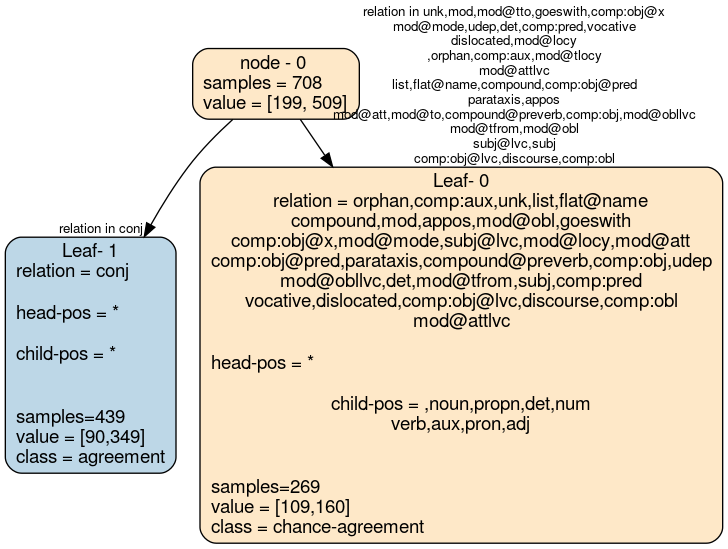 relation in unk,mod,mod@tto,goeswith,comp:obj@x
mod@mode,udep,det,comp:pred,vocative
dislocated,mod@locy
,orphan,comp:aux,mod@tlocy
mod@attlvc
list,flat@name,compound,comp:obj@pred
parataxis,appos
mod@att,mod@to,compound@preverb,comp:obj,mod@obllvc
mod@tfrom,mod@obl
subj@lvc,subj
comp:obj@lvc,discourse,comp:obl
node - 0
samples = 708
value = [199, 509]
relation in conj
Leaf- 1
relation = conj
head-pos = *
child-pos = *
samples=439
value = [90,349]
class = agreement
Leaf- 0
relation = orphan,comp:aux,unk,list,flat@name
compound,mod,appos,mod@obl,goeswith
comp:obj@x,mod@mode,subj@lvc,mod@locy,mod@att
comp:obj@pred,parataxis,compound@preverb,comp:obj,udep
mod@obllvc,det,mod@tfrom,subj,comp:pred
vocative,dislocated,comp:obj@lvc,discourse,comp:obl
mod@attlvc
head-pos = *
child-pos = ,noun,propn,det,num
verb,aux,pron,adj
samples=269
value = [109,160]
class = chance-agreement